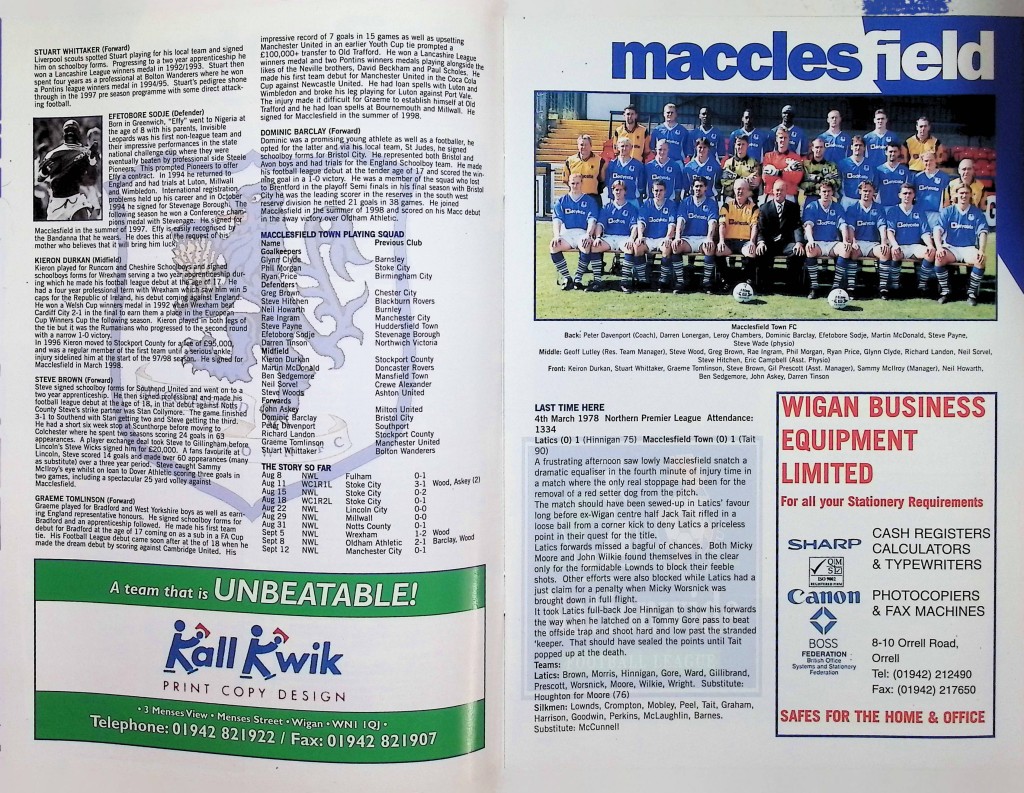 STUART WHITTAKER (Forward)
Liverpool scouts spotted Stuart playing for his local team and signed
him on schoolboy forms. Progressing to a two year apprenticeship he
won a Lancashire League winners medal in 1992/1993. Stuart then
spent four years as a professional at Bolton Wanderers where he won
a Pontins league winners medal in 1994/95. Stuart's pedigree shone
through in the 1997 pre season programme with some direct attack-
ing football.
EFETOBORE SODJE (Defender)
Born in Greenwich, "Effy" went to Nigeria at
the age of 8 with his parents, Invisible
Leopards was his first non-league team and
their impressive performances in the state
national challenge cup where they were
eventually beaten by professional side Steele
Pioneers. This prompted Pioneers to offer
Effy a contract. In 1994 he returned to
England and had trials at Luton, Millwall
and Wimbledon. International registration
problems held up his career and in October
1994 he signed for Stevenage Borough. The
following season he won a Conference cham-
pions medal with Stevenage. He signed for
Macclesfield in the summer of 1997. Effy is easily recognised by
the Bandanna that he wears. He does this at the request of his
mother who believes that it will bring him luck
KIERON DURKAN (Midfield)
Kieron played for Runcorn and Cheshire Schoolboys and signed
schoolboys forms for Wrexham serving a two year apprenticeship dur-
ing which he made his football league debut at the age of 17. He
had a four year professional term with Wrexham which saw him win 5
caps for the Republic of Ireland, his debut coming against England.
He won a Welsh Cup winners medal in 1992 when Wrexham beat
Cardiff City 2-1 in the final to earn them a place in the European
Cup Winners Cup the following season. Kieron played in both legs of
the tie but it was the Rumanians who progressed to the second round
with a narrow 1-0 victory.
In 1996 Kieron moved to Stockport County for a fee of £95,000,
and was a regular member of the first team until a serious ankle
injury sidelined him at the start of the 97/98 season. He signed for
Macclesfield in March 1998.
STEVE BROWN (Forward)
Steve signed schoolboy forms for Southend United and went on to a
two year apprenticeship. He then signed professional and made his
football league debut at the age of 18, in that debut against Notts
County Steve's strike partner was Stan Collymore. The game finished
3-1 to Southend with Stan getting two and Steve getting the third.
He had a short six week stop at Scunthorpe before moving to
Colchester where he spent two seasons scoring 24 goals in 63
appearances. A player exchange deal took Steve to Gillingham before
Lincoln's Steve Wicks signed him for £20,000. A fans favourite at
Lincoln, Steve scored 14 goals and made over 60 appearances (many
as substitute) over a three year period. Steve caught Sammy
McIlroy's eye whilst on loan to Dover Athletic scoring three goals in
two games, including a spectacular 25 yard volley against
Macclesfield.
GRAEME TOMLINSON (Forward)
Graeme played for Bradford and West Yorkshire boys as well as earn-
ing England representative honours. He signed schoolboy forms for
Bradford and an apprenticeship followed. He made his first team
debut for Bradford at the age of 17 coming on as a sub in a FA Cup
tie. His Football League debut came soon after at the of 18 when he
made the dream debut by scoring against Cambridge United. His
impressive record of 7 goals in 15 games as well as upsetting
Manchester United in an earlier Youth Cup tie prompted a
£100,000+ transfer to Old Trafford. He won a Lancashire League
winners medal and two Pontins winners medals playing alongside the
likes of the Neville brothers, David Beckham and Paul Scholes. He
made his first team debut for Manchester United in the Coca Cola
Cup against Newcastle United. He had loan spells with Luton and
Wimbledon and broke his leg playing for Luton against Port Vale.
The injury made it difficult for Graeme to establish himself at Old
Trafford and he had loan spells at Bournemouth and Millwall. He
signed for Macclesfield in the summer of 1998.
DOMINIC BARCLAY (Forward)
Dominic was a promising young athlete as well as a footballer, he
opted for the latter and via his local team, St Judes, he signed
schoolboy forms for Bristol City. He represented both Bristol and
Avon boys and had trials for the England Schoolboy team. He made
his football league debut at the tender age of 17 and scored the win-
ning goal in a 1-0 victory. He was a member of the squad who lost
to Brentford in the playoff Semi finals in his final season with Bristol
City he was the leading scorer in the reserves in the south west
reserve division he netted 21 goals in 38 games. He joined
Macclesfield in the summer of 1998 and scored on his Macc debut
in the away victory over Oldham Athletic.
MACCLESFIELD TOWN PLAYING SQUAD
Name Previous Club
Goalkeepers
Glynn Clyde Barnsley
Phil Morgan Stoke City
Ryan Price Birmingham City
Defenders
Greg Brown Chester City
Steve Hitchen Blackburn Rovers
Neil Howarth Burnley
Rae Ingram Manchester City
Steve Payne Huddersfield Town
Efetobore Sodje Stevenage Borough
Darren Tinson Northwich Victoria
Midfield
Kieron Durkan Stockport County
Martin McDonald Doncaster Rovers
Ben Sedgemore Mansfield Town
Neil Sorvel Crewe Alexander
Steve Woods Ashton United
Forwards
John Askey Milton United
Dominic Barclay Bristol City
Peter Davenport Southport
Richard Landon Stockport County
Graeme Tomlinson Manchester United
Stuart Whittaker Bolton Wanderers
THE STORY SO FAR
Aug 8 NWL Fulham 0-1
Aug 11 WC1R1L Stoke City 3-1 Wood, Askey (2)
Aug 15 NWL Stoke City 0-2
Aug 18 WC1R2L Stoke City 0-1
Aug 22 NWL Lincoln City 0-0
Aug 29 NWL Millwall 0-0
Aug 31 NWL Notts County 0-1
Sept 5 NWL Wrexham 1-2 Wood
Sept 8 NWL Oldham Athletic 2-1 Barclay, Wood
Sept 12 NWL Manchester City 0-1
A team that is UNBEATABLE!
Kall Kwik
PRINT COPY DESIGN
• 3 Menses View • Menses Street • Wigan • WN1 1QJ •
Telephone: 01942 821922 / Fax: 01942 821907
macclesfield
Macclesfield Town FC
Back: Peter Davenport (Coach), Darren Lonergan, Leroy Chambers, Dominic Barclay, Efetobore Sodje, Martin McDonald, Steve Payne,
Steve Wade (physio)
Middle: Geoff Lutley (Res. Team Manager), Steve Wood, Greg Brown, Rae Ingram, Phil Morgan, Ryan Price, Glynn Clyde, Richard Landon, Neil Sorvel,
Steve Hitchen, Eric Campbell (Asst. Physio)
Front: Keiron Durkan, Stuart Whittaker, Graeme Tomlinson, Steve Brown, Gil Prescott (Asst. Manager), Sammy McIlroy (Manager), Neil Howarth,
Ben Sedgemore, John Askey, Darren Tinson
LAST TIME HERE
4th March 1978 Northern Premier League Attendance:
1334
Latics (0) 1 (Hinnigan 75) Macclesfield Town (0) 1 (Tait
90)
A frustrating afternoon saw lowly Macclesfield snatch a
dramatic equaliser in the fourth minute of injury time in
a match where the only real stoppage had been for the
removal of a red setter dog from the pitch.
The match should have been sewed-up in Latics' favour
long before ex-Wigan centre half Jack Tait rifled in a
loose ball from a corner kick to deny Latics a priceless
point in their quest for the title.
Latics forwards missed a bagful of chances. Both Micky
Moore and John Wilkie found themselves in the clear
only for the formidable Lownds to block their feeble
shots. Other efforts were also blocked while Latics had a
just claim for a penalty when Micky Worsnick was
brought down in full flight.
It took Latics full-back Joe Hinnigan to show his forwards
the way when he latched on a Tommy Gore pass to beat
the offside trap and shoot hard and low past the stranded
'keeper. That should have sealed the points until Tait
popped up at the death.
Teams:
Latics: Brown, Morris, Hinnigan, Gore, Ward, Gillibrand,
Prescott, Worsnick, Moore, Wilkie, Wright. Substitute:
Houghton for Moore (76)
Silkmen: Lownds, Crompton, Mobley, Peel, Tait, Graham,
Harrison, Goodwin, Perkins, McLaughlin, Barnes.
Substitute: McCunnell
WIGAN BUSINESS
EQUIPMENT
LIMITED
For all your Stationery Requirements
SHARP
CASH REGISTERS
CALCULATORS
& TYPEWRITERS
ISO 9002
Canon
PHOTOCOPIERS
& FAX MACHINES
BOSS
FEDERATION
British Office
Systems and Stationery
Federation
8-10 Orrell Road,
Orrell
Tel: (01942) 212490
Fax: (01942) 217650
SAFES FOR THE HOME & OFFICE